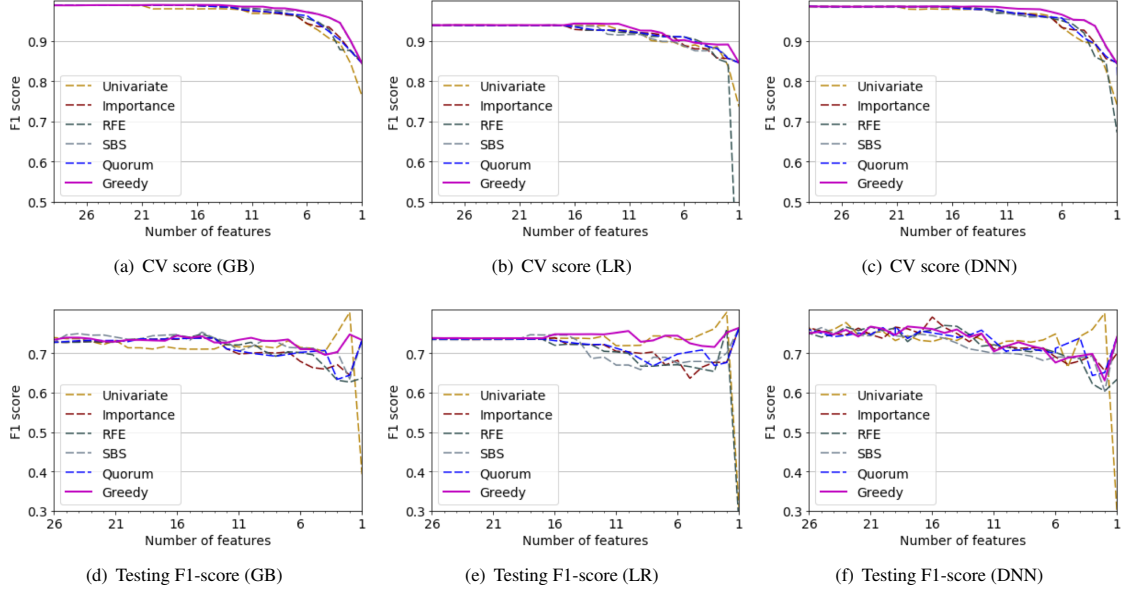 0.9
0.8
0.7
0.6
0.5
F1 score
Univariate
Importance
RFE
SBS
Quorum
Greedy
26 21 16 11 6 1
Number of features
(a) CV score (GB)
0.9
0.8
0.7
0.6
0.5
F1 score
Univariate
Importance
RFE
SBS
Quorum
Greedy
26 21 16 11 6 1
Number of features
(b) CV score (LR)
0.9
0.8
0.7
0.6
0.5
F1 score
Univariate
Importance
RFE
SBS
Quorum
Greedy
26 21 16 11 6 1
Number of features
(c) CV score (DNN)
0.7
0.6
0.5
0.4
0.3
F1 score
Univariate
Importance
RFE
SBS
Quorum
Greedy
26 21 16 11 6 1
Number of features
(d) Testing F1-score (GB)
0.7
0.6
0.5
0.4
0.3
F1 score
Univariate
Importance
RFE
SBS
Quorum
Greedy
26 21 16 11 6 1
Number of features
(e) Testing F1-score (LR)
0.7
0.6
0.5
0.4
0.3
F1 score
Univariate
Importance
RFE
SBS
Quorum
Greedy
26 21 16 11 6 1
Number of features
(f) Testing F1-score (DNN)